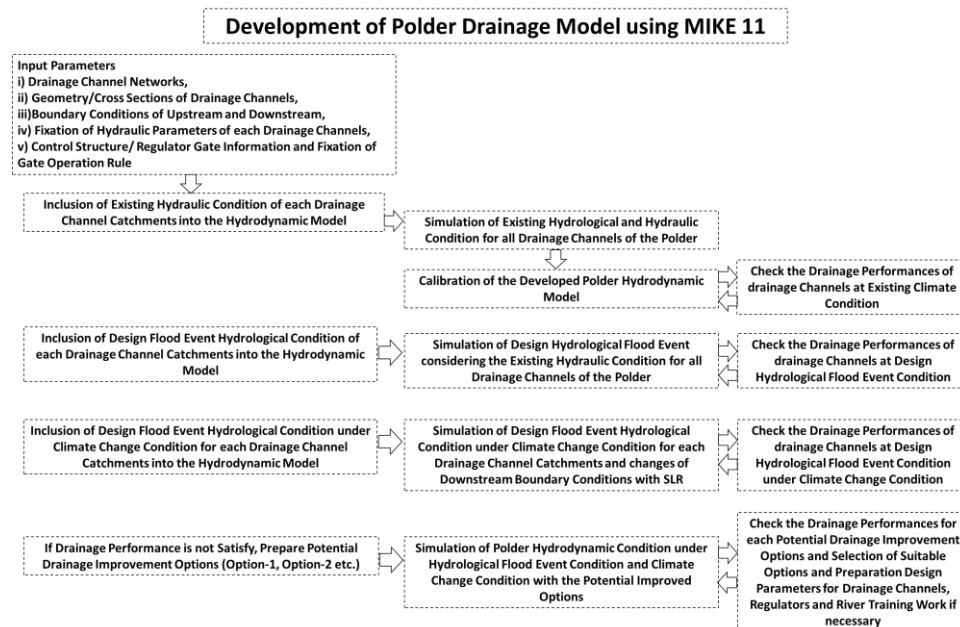 Development of Polder Drainage Model using MIKE 11
Input Parameters
i) Drainage Channel Networks,
ii) Geometry/Cross Sections of Drainage Channels,
iii)Boundary Conditions of Upstream and Downstream,
iv) Fixation of Hydraulic Parameters of each Drainage Channels,
v) Control Structure/ Regulator Gate Information and Fixation of
Gate Operation Rule
Inclusion of Existing Hydraulic Condition of each Drainage
Channel Catchments into the Hydrodynamic Model
Simulation of Existing Hydrological and Hydraulic
Condition for all Drainage Channels of the Polder
Calibration of the Developed Polder Hydrodynamic
Model
Check the Drainage Performances of
drainage Channels at Existing Climate
Condition
Inclusion of Design Flood Event Hydrological Condition of
each Drainage Channel Catchments into the Hydrodynamic
Model
Simulation of Design Hydrological Flood Event
considering the Existing Hydraulic Condition for all
Drainage Channels of the Polder
Check the Drainage Performances of
drainage Channels at Design
Hydrological Flood Event Condition
Inclusion of Design Flood Event Hydrological Condition under
Climate Change Condition for each Drainage Channel
Catchments into the Hydrodynamic Model
Simulation of Design Flood Event Hydrological
Condition under Climate Change Condition for each
Drainage Channel Catchments and changes of
Downstream Boundary Conditions with SLR
Check the Drainage Performances of
drainage Channels at Design
Hydrological Flood Event Condition
under Climate Change Condition
If Drainage Performance is not Satisfy, Prepare Potential
Drainage Improvement Options (Option-1, Option-2 etc.)
Simulation of Polder Hydrodynamic Condition under
Hydrological Flood Event Condition and Climate
Change Condition with the Potential Improved
Options
Check the Drainage Performances for
each Potential Drainage Improvement
Options and Selection of Suitable
Options and Preparation Design
Parameters for Drainage Channels,
Regulators and River Training Work if
necessary